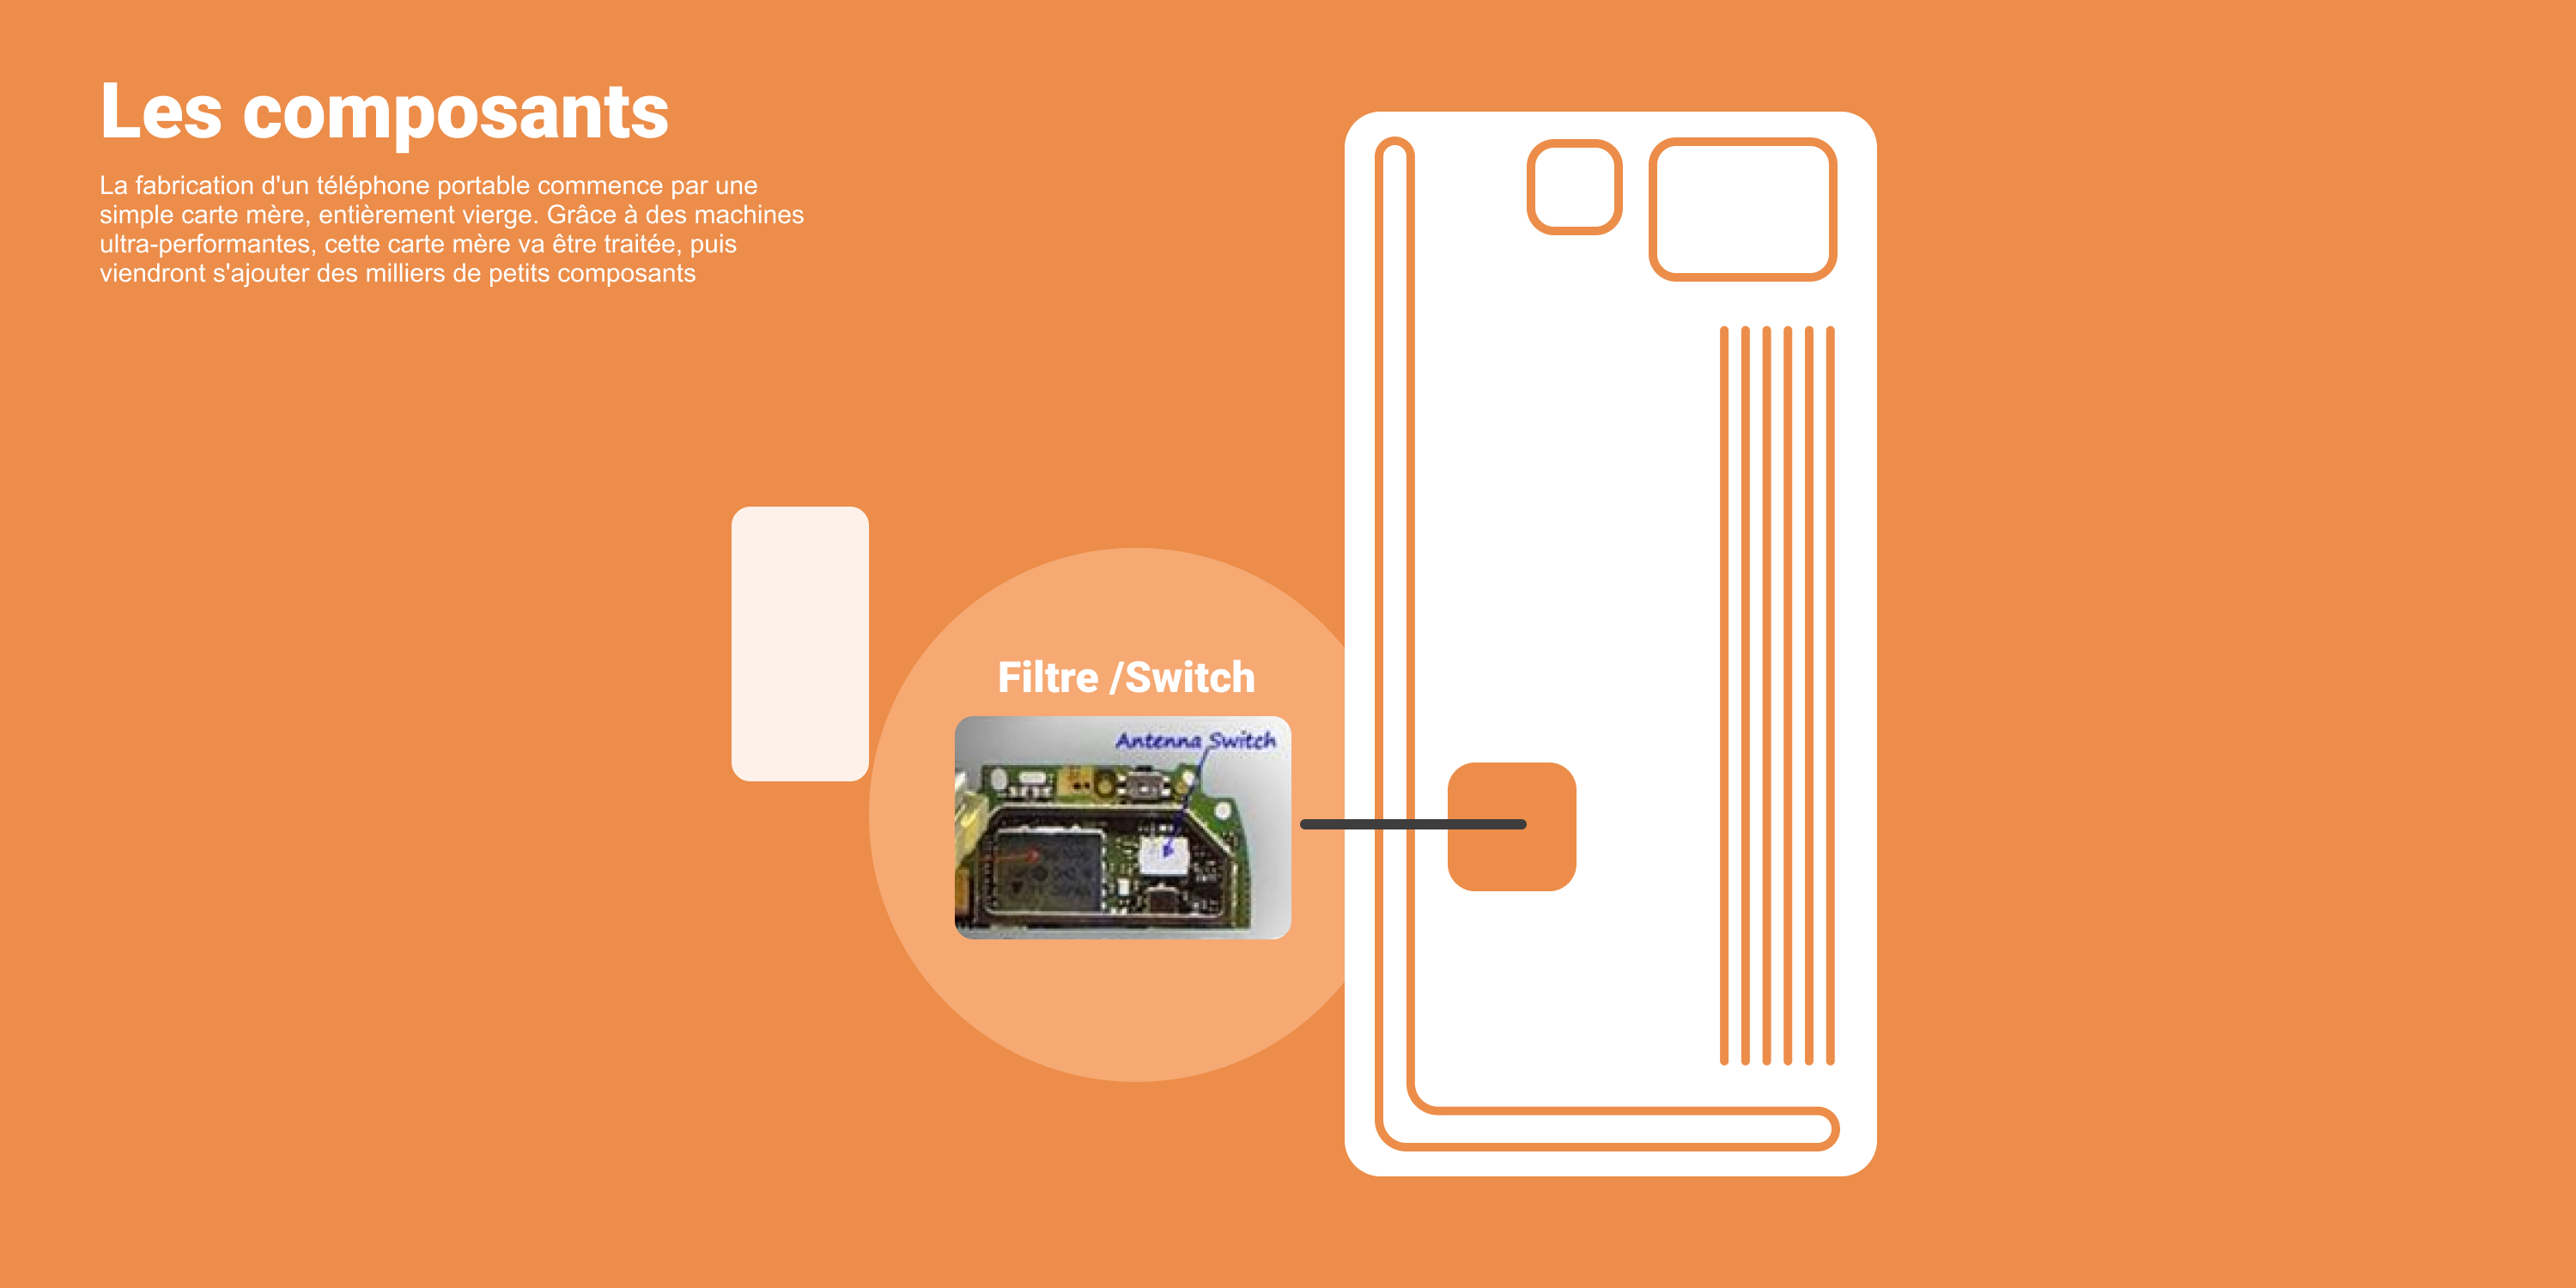 Les composants
La fabrication d'un téléphone portable commence par une
simple carte mère, entièrement vierge. Grâce à des machines
ultra-performantes, cette carte mère va être traitée, puis
viendront s'ajouter des milliers de petits composants
Filtre /Switch
Antenna Switch